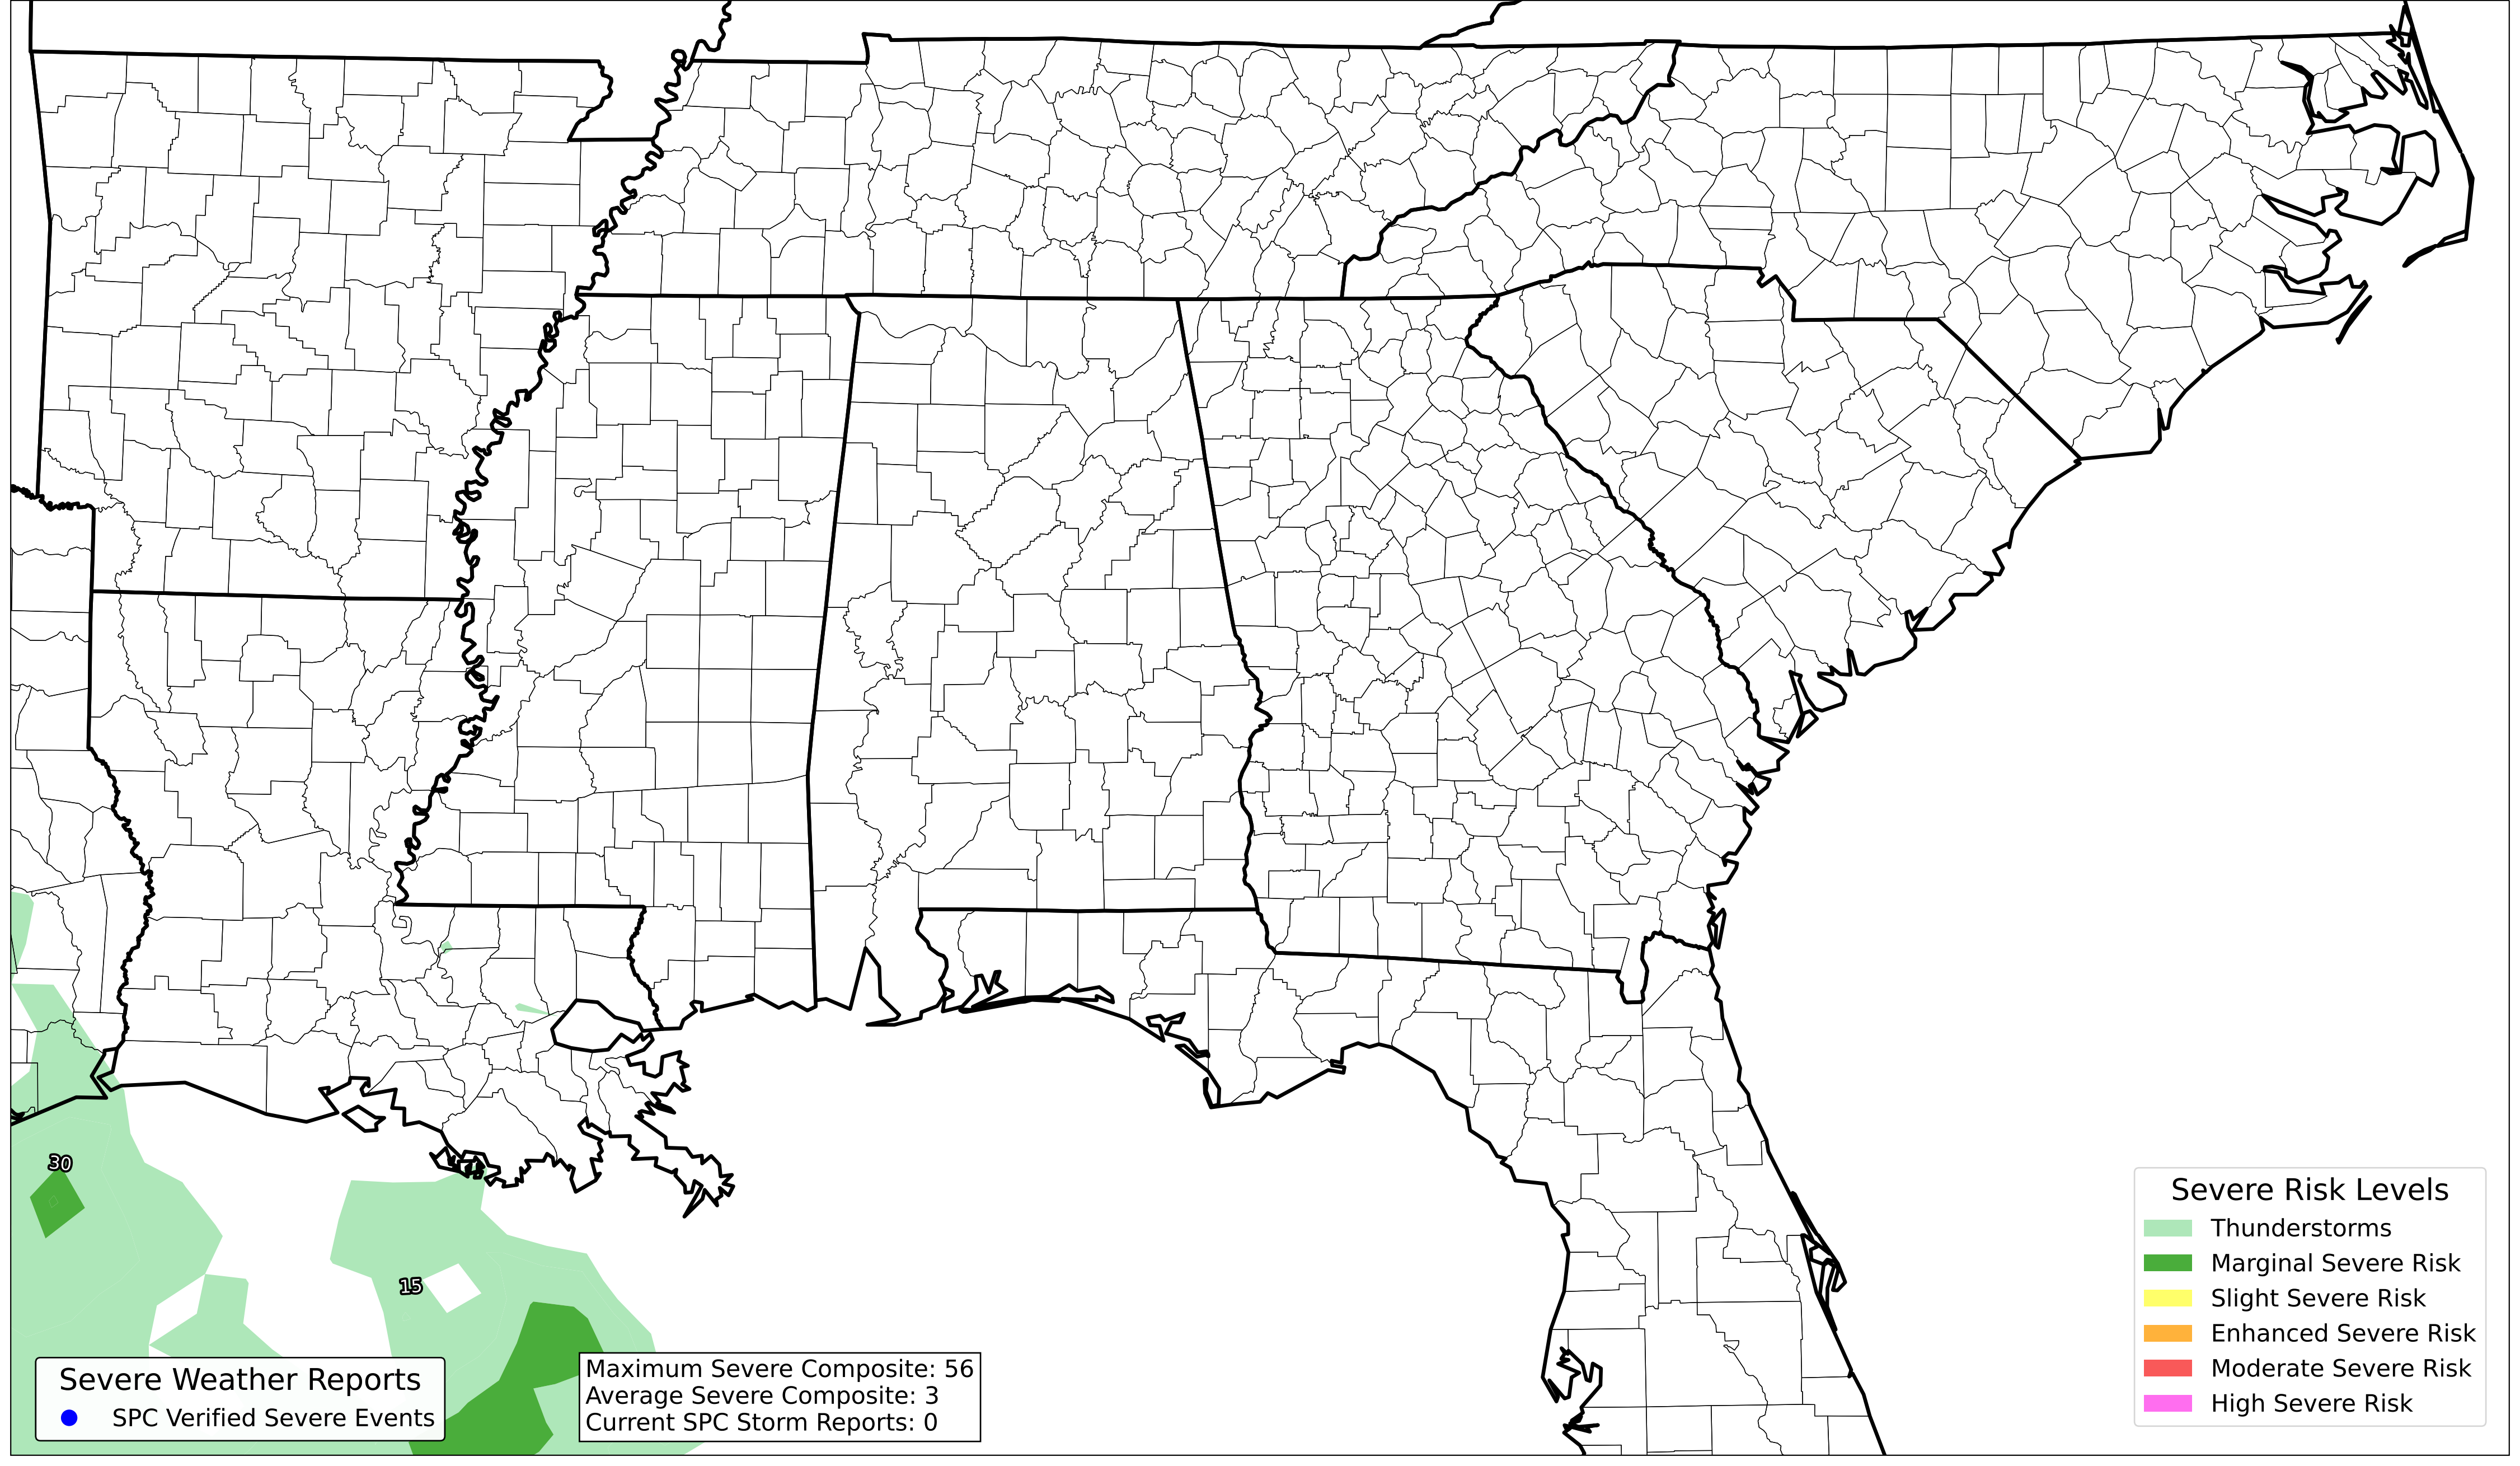 30
15
Severe Weather Reports
SPC Verified Severe Events
Maximum Severe Composite: 56
Average Severe Composite: 3
Current SPC Storm Reports: 0
Severe Risk Levels
Thunderstorms
Marginal Severe Risk
Slight Severe Risk
Enhanced Severe Risk
Moderate Severe Risk
High Severe Risk